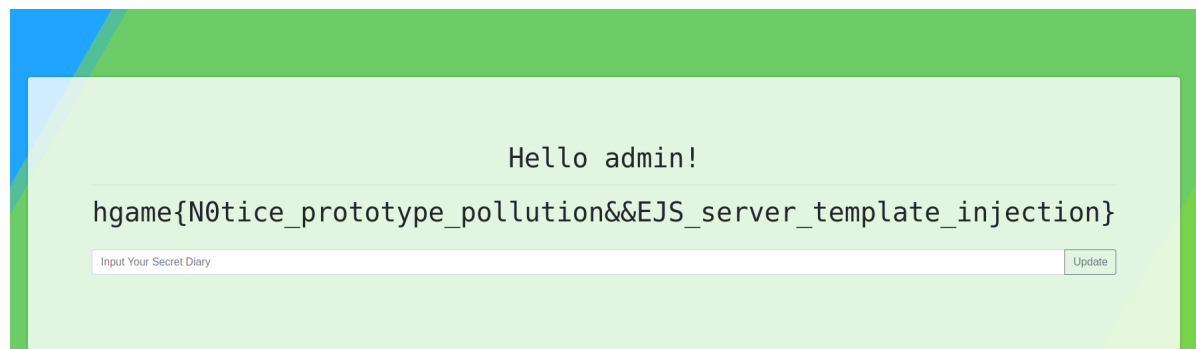 Hello admin!
hgame{N0tice_prototype_pollution&&EJS_server_template_injection}
Input Your Secret Diary Update